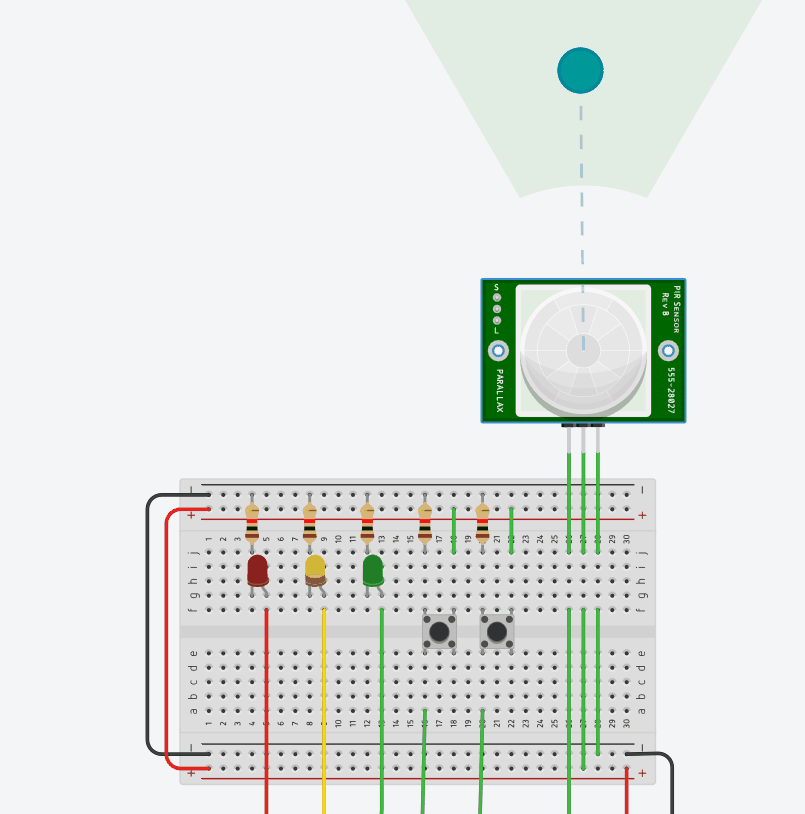 S
L
PARALLAX
PIR SENSOR
REV B
555-28027
− −
+ +
1 2 3 4 5 6 7 8 9 10 11 12 13 14 15 16 17 18 19 20 21 22 23 24 25 26 27 28 29 30
j j
i i
h h
g g
f f
e e
d d
c c
b b
a a
1 2 3 4 5 6 7 8 9 10 11 12 13 14 15 16 17 18 19 20 21 22 23 24 25 26 27 28 29 30
− −
+ +